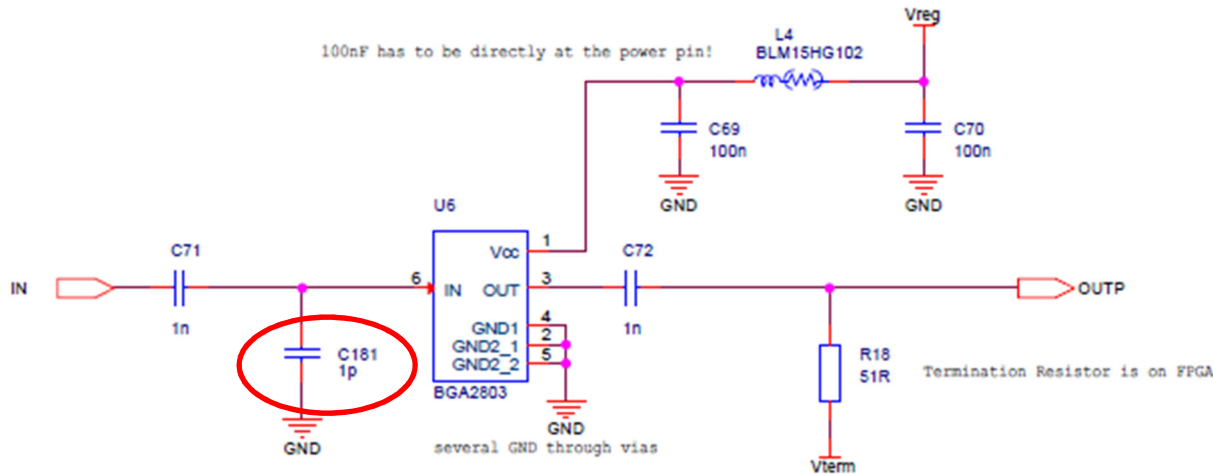 Vreg
L4
BLM15HG102
100nF has to be directly at the power pin!
C69
100n
C70
100n
GND
GND
U6
C71
1n
IN
6
IN
Vcc
1
OUT
3
GND1
4
GND2_1
2
GND2_2
5
BGA2803
C72
1n
OUTP
C181
1p
GND
GND
several GND through vias
R18
51R
Termination Resistor is on FPGA
Vterm